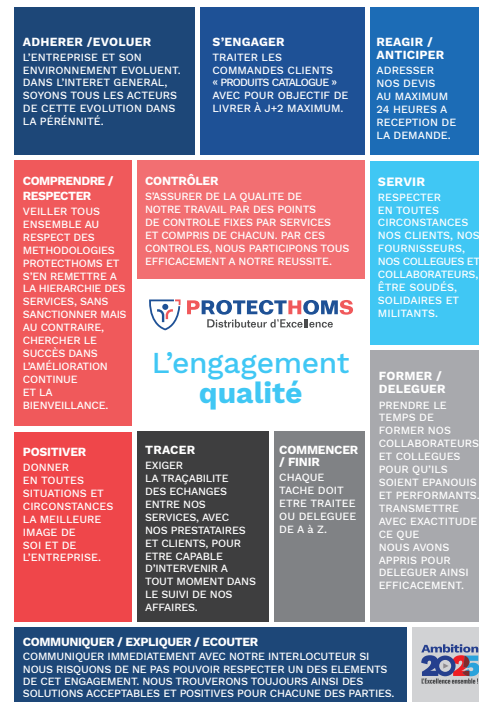 ADHERER /EVOLUER
L'ENTREPRISE ET SON
ENVIRONNEMENT EVOLUENT.
DANS L'INTERET GENERAL,
SOYONS TOUS LES ACTEURS
DE CETTE EVOLUTION DANS
LA PÉRÉNNITÉ.
S'ENGAGER
TRAITER LES
COMMANDES CLIENTS
« PRODUITS CATALOGUE »
AVEC POUR OBJECTIF DE
LIVRER À J+2 MAXIMUM.
REAGIR /
ANTICIPER
ADRESSER
NOS DEVIS
AU MAXIMUM
24 HEURES A
RECEPTION DE
LA DEMANDE.
COMPRENDRE /
RESPECTER
VEILLER TOUS
ENSEMBLE AU
RESPECT DES
METHODOLOGIES
PROTECTHOMS ET
S'EN REMETTRE A
LA HIERARCHIE DES
SERVICES, SANS
SANCTIONNER MAIS
AU CONTRAIRE,
CHERCHER LE
SUCCÈS DANS
L'AMÉLIORATION
CONTINUE
ET LA
BIENVEILLANCE.
CONTRÔLER
S'ASSURER DE LA QUALITE DE
NOTRE TRAVAIL PAR DES POINTS
DE CONTROLE FIXES PAR SERVICES
ET COMPRIS DE CHACUN. PAR CES
CONTROLES, NOUS PARTICIPONS TOUS
EFFICACEMENT A NOTRE REUSSITE.
SERVIR
RESPECTER
EN TOUTES
CIRCONSTANCES
NOS CLIENTS, NOS
FOURNISSEURS,
NOS COLLEGUES ET
COLLABORATEURS,
ÊTRE SOUDÉS,
SOLIDAIRES ET
MILITANTS.
PROTECTHOMS
Distributeur d'Excellence
L'engagement
qualité
FORMER /
DELEGUER
PRENDRE LE
TEMPS DE
FORMER NOS
COLLABORATEURS
ET COLLEGUES
POUR QU'ILS
SOIENT EPANOUIS
ET PERFORMANTS.
TRANSMETTRE
AVEC EXACTITUDE
CE QUE
NOUS AVONS
APPRIS POUR
DELEGUER AINSI
EFFICACEMENT.
POSITIVER
DONNER
EN TOUTES
SITUATIONS ET
CIRCONSTANCES
LA MEILLEURE
IMAGE DE
SOI ET DE
L'ENTREPRISE.
TRACER
EXIGER
LA TRAÇABILITE
DES ECHANGES
ENTRE NOS
SERVICES, AVEC
NOS PRESTATAIRES
ET CLIENTS, POUR
ETRE CAPABLE
D'INTERVENIR A
TOUT MOMENT DANS
LE SUIVI DE NOS
AFFAIRES.
COMMENCER
/ FINIR
CHAQUE
TACHE DOIT
ETRE TRAITEE
OU DELEGUEE
DE A à Z.
COMMUNIQUER / EXPLIQUER / ECOUTER
COMMUNIQUER IMMEDIATEMENT AVEC NOTRE INTERLOCUTEUR SI
NOUS RISQUONS DE NE PAS POUVOIR RESPECTER UN DES ELEMENTS
DE CET ENGAGEMENT. NOUS TROUVERONS TOUJOURS AINSI DES
SOLUTIONS ACCEPTABLES ET POSITIVES POUR CHACUNE DES PARTIES.
Ambition
2025
L'Excellence ensemble !